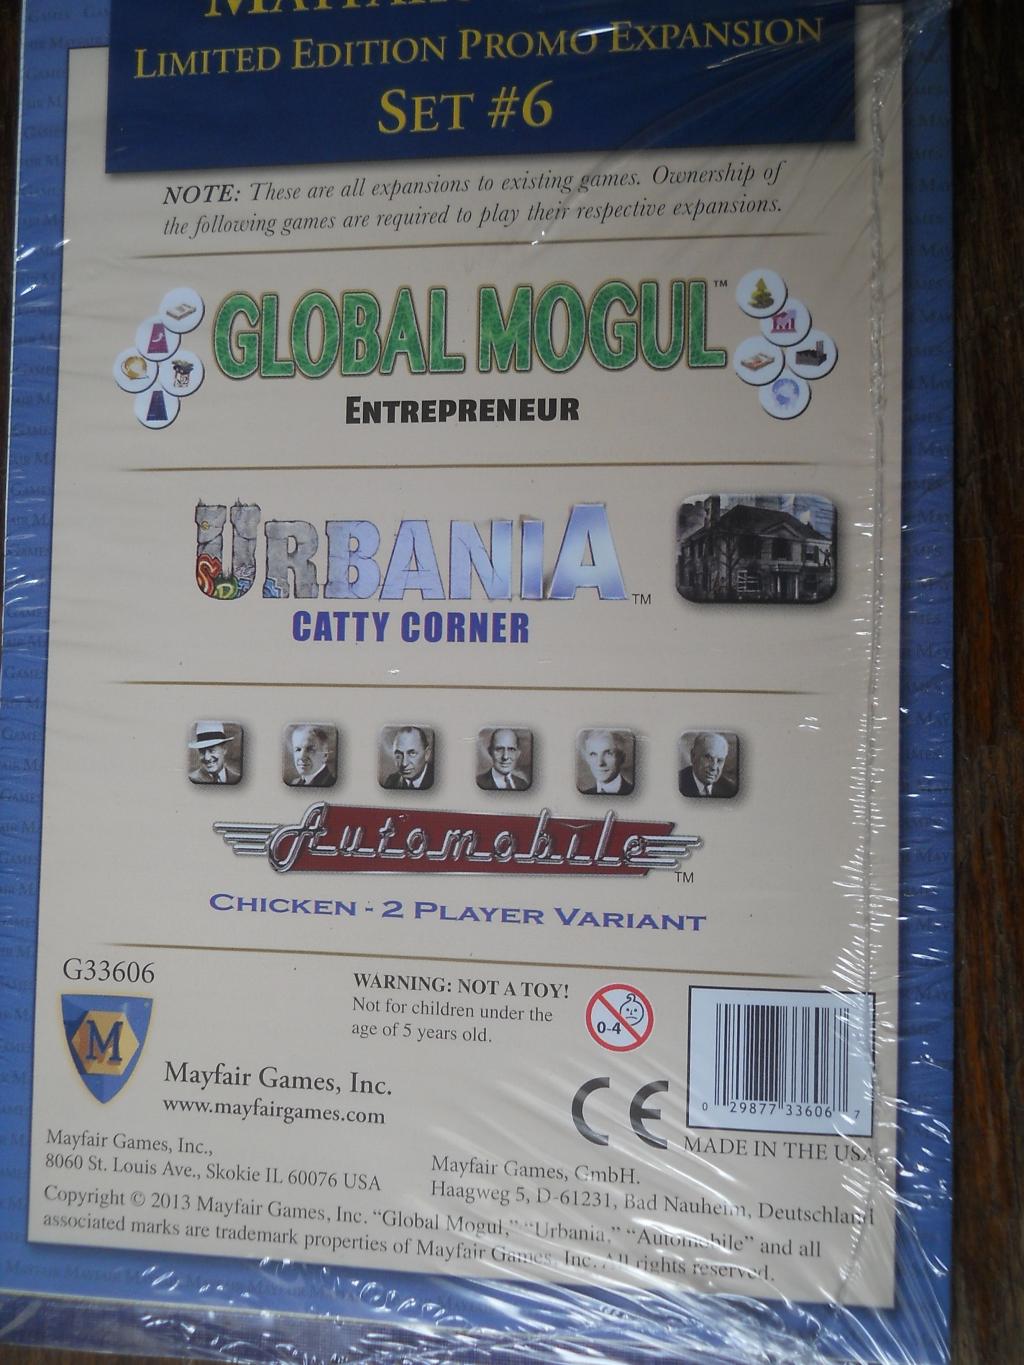 LIMITED EDITION PROMO EXPANSION
SET #6
NOTE: These are all expansions to existing games. Ownership of
the following games are required to play their respective expansions.
GLOBAL MOGUL™
ENTREPRENEUR
URBANIA™
CATTY CORNER
Automobile™
CHICKEN - 2 PLAYER VARIANT
G33606
WARNING: NOT A TOY!
Not for children under the
age of 5 years old.
0-4
M
Mayfair Games, Inc.
www.mayfairgames.com
CE
0 29877 33606 7
MADE IN THE USA
Mayfair Games, Inc.,
8060 St. Louis Ave., Skokie IL 60076 USA
Mayfair Games, GmbH.
Haagweg 5, D-61231, Bad Nauheim, Deutschland
Copyright © 2013 Mayfair Games, Inc. “Global Mogul,” “Urbania,” “Automobile” and all
associated marks are trademark properties of Mayfair Games, Inc. All rights reserved.